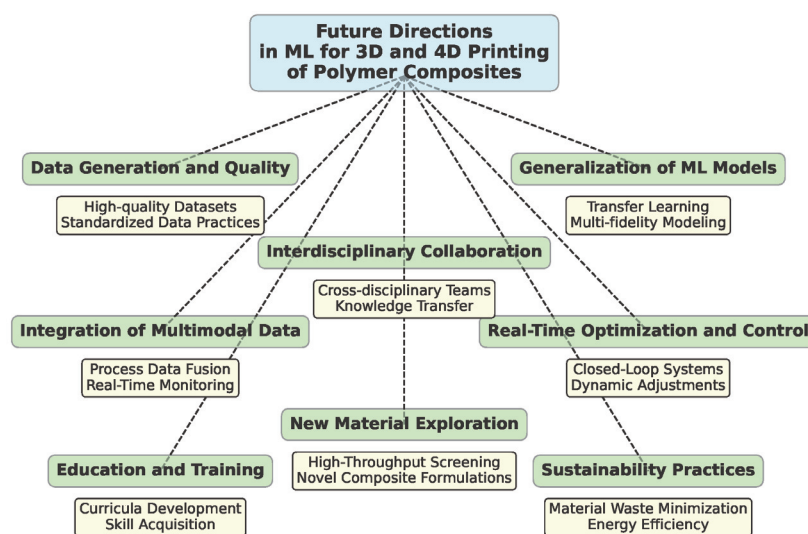 Future Directions
in ML for 3D and 4D Printing
of Polymer Composites
Data Generation and Quality
High-quality Datasets
Standardized Data Practices
Generalization of ML Models
Transfer Learning
Multi-fidelity Modeling
Interdisciplinary Collaboration
Cross-disciplinary Teams
Knowledge Transfer
Integration of Multimodal Data
Process Data Fusion
Real-Time Monitoring
Real-Time Optimization and Control
Closed-Loop Systems
Dynamic Adjustments
New Material Exploration
High-Throughput Screening
Novel Composite Formulations
Education and Training
Curricula Development
Skill Acquisition
Sustainability Practices
Material Waste Minimization
Energy Efficiency